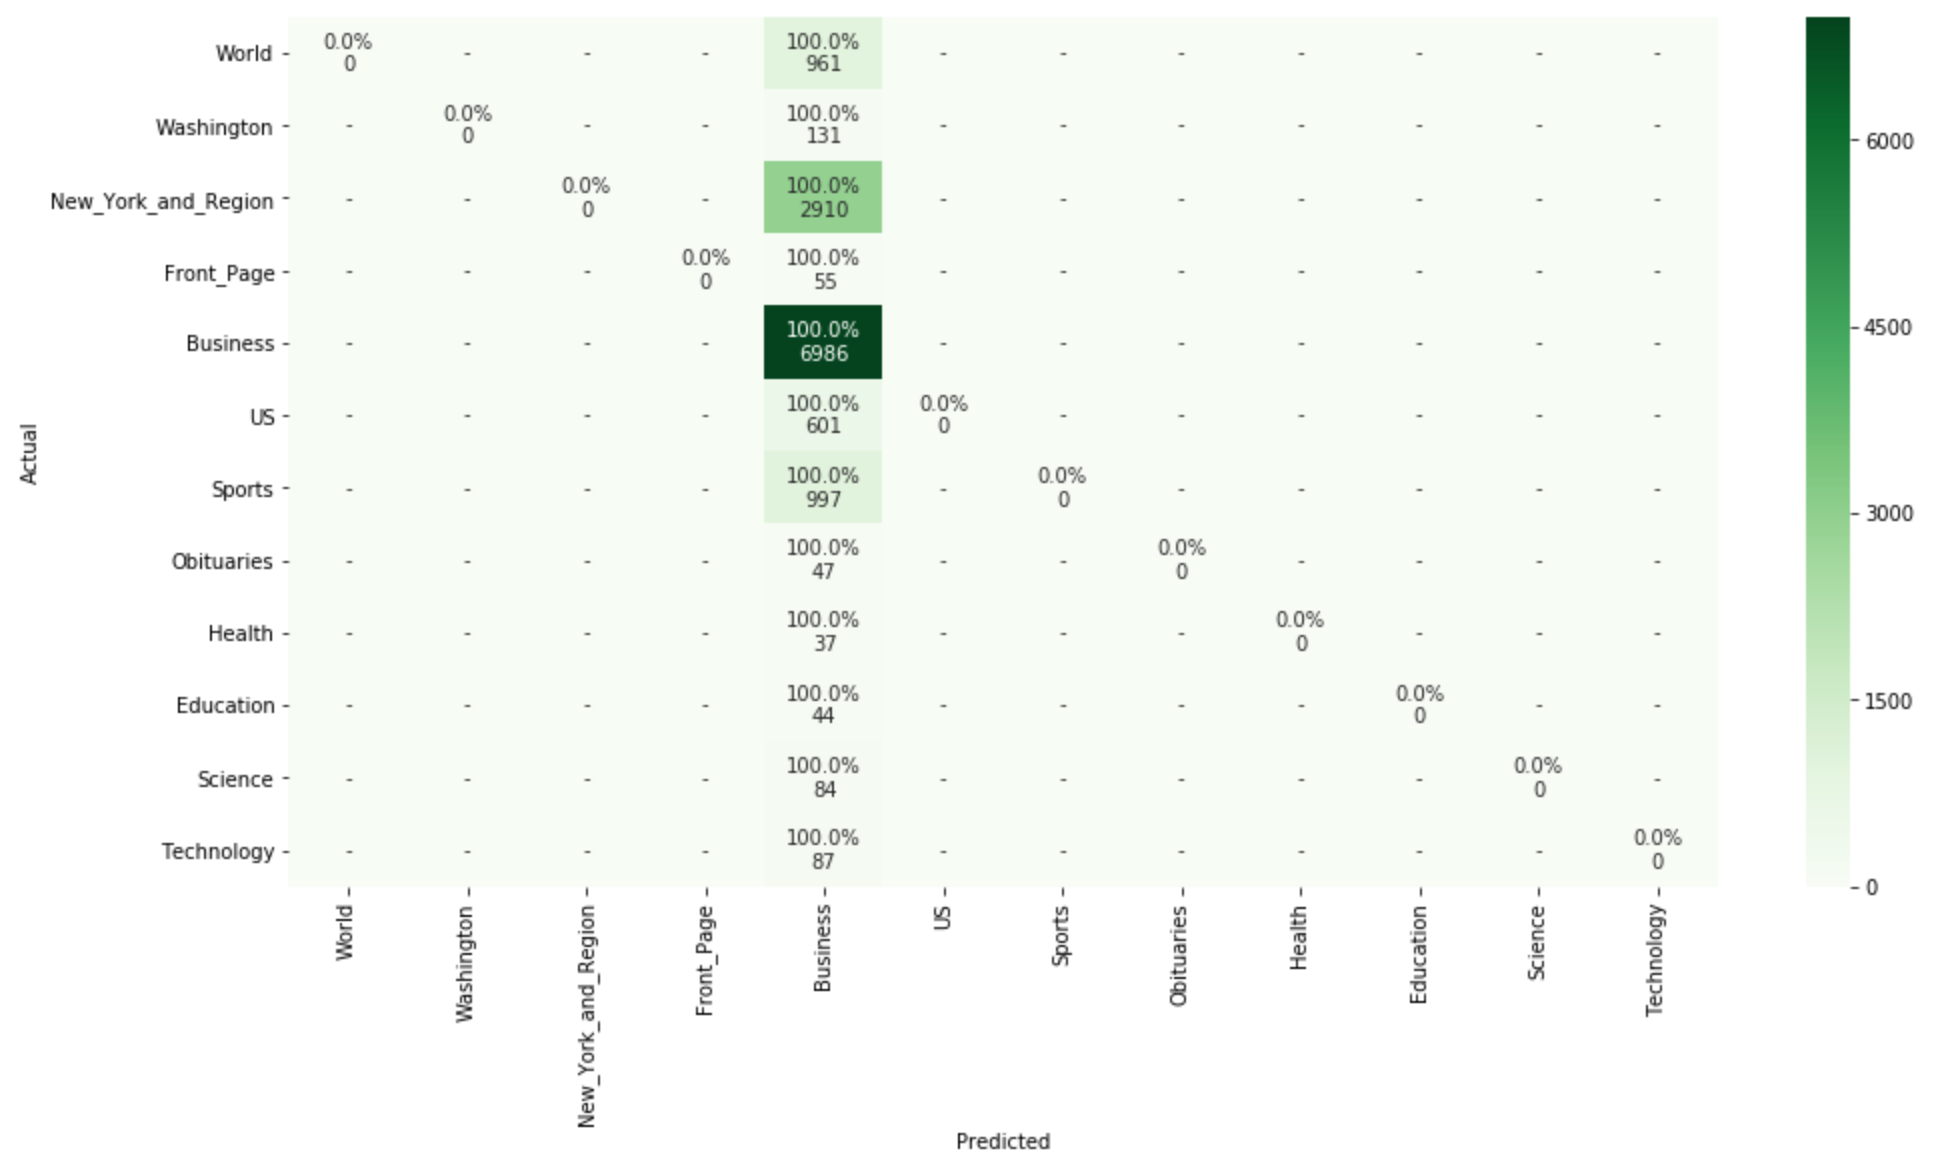 World 0.0% - - - 100.0% - - - - - - -
0 961
Washington - 0.0% - - 100.0% - - - - - - -
0 131
New_York_and_Region - - 0.0% - 100.0% - - - - - - -
0 2910
Front_Page - - - 0.0% 100.0% - - - - - - -
0 55
Business - - - - 100.0% - - - - - - -
6986
US - - - - 100.0% 0.0% - - - - - -
601 0
Sports - - - - 100.0% - 0.0% - - - - -
997 0
Obituaries - - - - 100.0% - - 0.0% - - - -
47 0
Health - - - - 100.0% - - - 0.0% - - -
37 0
Education - - - - 100.0% - - - - 0.0% - -
44 0
Science - - - - 100.0% - - - - - 0.0% -
84 0
Technology - - - - 100.0% - - - - - - 0.0%
87 0
Actual
World
Washington
New_York_and_Region
Front_Page
Business
US
Sports
Obituaries
Health
Education
Science
Technology
Predicted
6000
4500
3000
1500
0